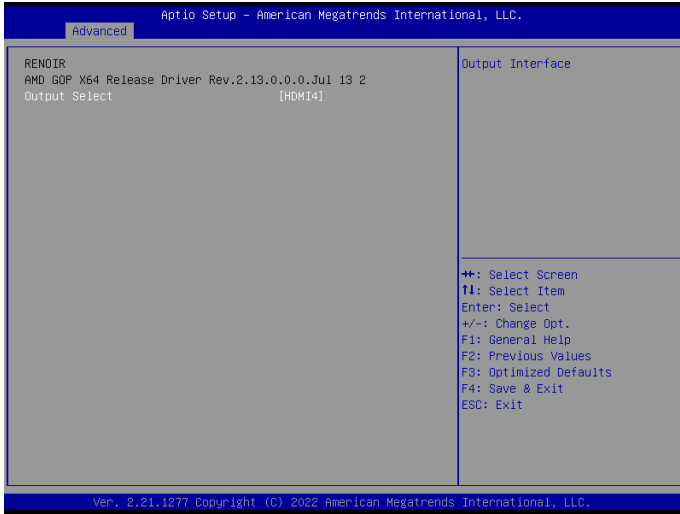 Aptio Setup – American Megatrends International, LLC.
Advanced
RENOIR
AMD GOP X64 Release Driver Rev.2.13.0.0.0.Jul 13 2
Output Select [HDMI4]
Output Interface
→←: Select Screen
↑↓: Select Item
Enter: Select
+/-: Change Opt.
F1: General Help
F2: Previous Values
F3: Optimized Defaults
F4: Save & Exit
ESC: Exit
Ver. 2.21.1277 Copyright (C) 2022 American Megatrends International, LLC.